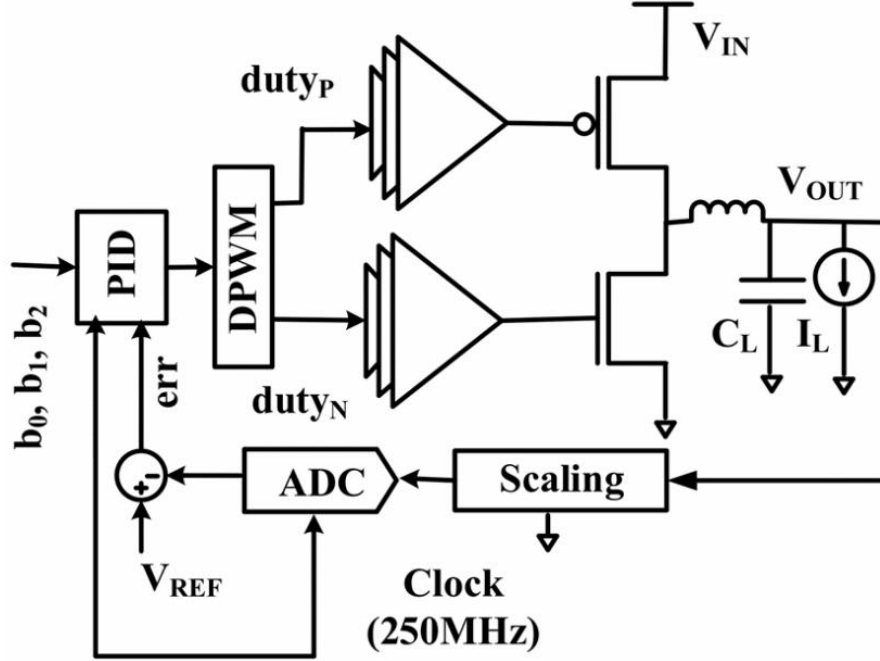 V_IN
duty_P
V_OUT
PID
DPWM
C_L
I_L
b_0, b_1, b_2
err
duty_N
+
-
ADC
Scaling
V_REF
Clock
(250MHz)